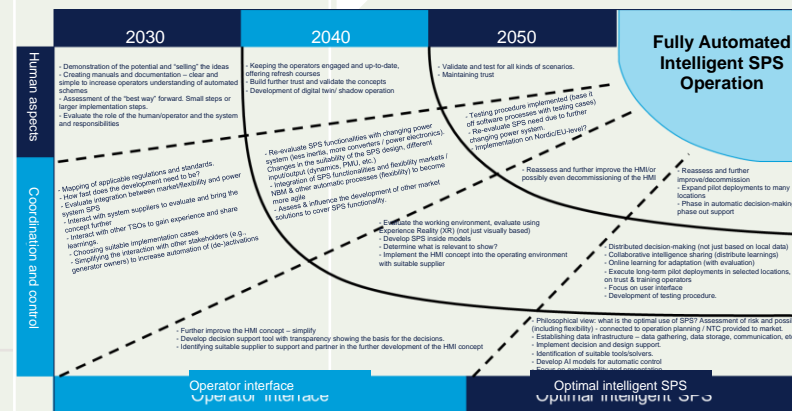 2030
2040
2050
Fully Automated
Intelligent SPS
Operation
Human aspects
- Demonstration of the potential and “selling” the ideas
- Creating manuals and documentation – clear and
simple to increase operators understanding of automated
schemes
- Assessment of the “best way” forward. Small steps or
larger implementation steps.
- Evaluate the role of the human/operator and the system
and responsibilities
- Keeping the operators engaged and up-to-date,
offering refresh courses
- Build further trust and validate the concepts
- Development of digital twin/ shadow operation
- Validate and test for all kinds of scenarios.
- Maintaining trust
Coordination and control
- Mapping of applicable regulations and standards.
- How fast does the development need to be?
- Evaluate integration between market/flexibility and power
system SPS
- Interact with system suppliers to evaluate and bring the
concept further
- Interact with other TSOs to gain experience and share
learnings.
- Choosing suitable implementation cases
- Simplifying the interaction with other stakeholders (e.g.,
generator owners) to increase automation of (de-)activations
- Re-evaluate SPS functionalities with changing power
system (less inertia, more converters / power electronics).
Changes in the suitability of the SPS design, different
input/output (dynamics, PMU, etc.)
- Integration of SPS functionalities and flexibility markets /
NBM & other automatic processes (flexibility) to become
more agile
- Assess & influence the development of other market
solutions to cover SPS functionality.
- Testing procedure implemented (base it
off software processes with testing cases)
- Re-evaluate SPS need due to further
changing power system.
- Implementation on Nordic/EU-level?
- Reassess and further improve the HMI/or
possibly even decommissioning of the HMI
- Reassess and further
improve/decommission
- Expand pilot deployments to many
locations
- Phase in automatic decision-making
phase out support
- Evaluate the working environment, evaluate using
Experience Reality (XR) (not just visually based)
- Develop SPS inside models
- Determine what is relevant to show?
- Implement the HMI concept into the operating environment
with suitable supplier
- Distributed decision-making (not just based on local data)
- Collaborative intelligence sharing (distribute learnings)
- Online learning for adaptation (with evaluation)
- Execute long-term pilot deployments in selected locations,
on trust & training operators
- Focus on user interface
- Development of testing procedure.
- Further improve the HMI concept – simplify
- Develop decision support tool with transparency showing the basis for the decisions.
- Identifying suitable supplier to support and partner in the further development of the HMI concept
- Philosophical view: what is the optimal use of SPS? Assessment of risk and
(including flexibility) - connected to operation planning / NTC provided to market.
- Establishing data infrastructure – data gathering, data storage, communication,
- Implement decision and design support.
- Identification of suitable tools/solvers.
- Develop AI models for automatic control
- Focus on explainability and presentation
Operator interface
Operator interface
Optimal intelligent SPS
Optimal intelligent SPS